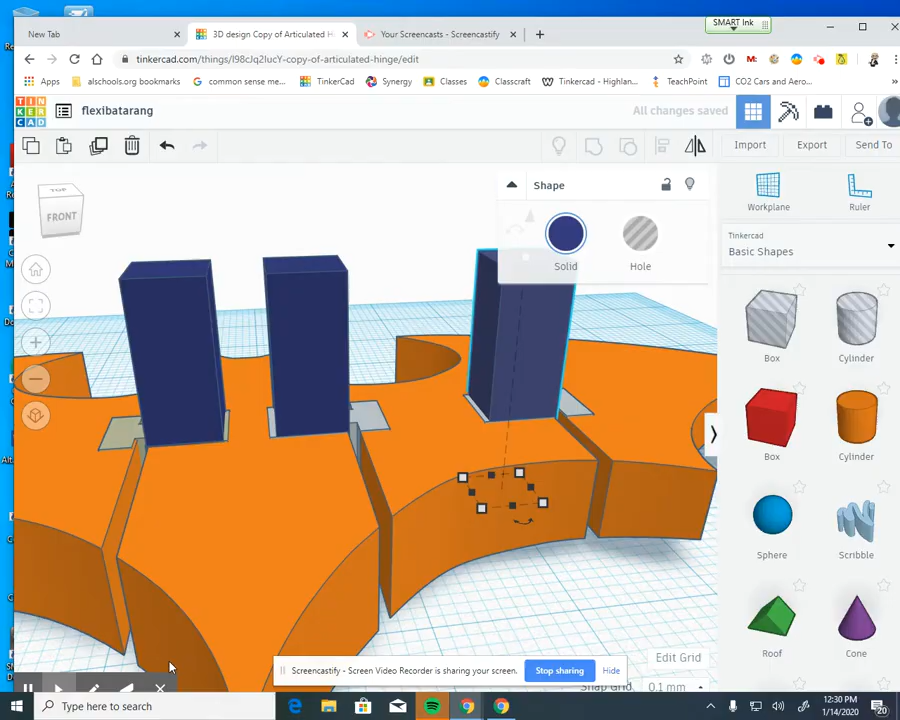 SMART Ink
New Tab
3D design Copy of Articulated H
Your Screencasts - Screencastify
tinkercad.com/things/l98cJq2lucY-copy-of-articulated-hinge/edit
Apps
alschools.org bookmarks
common sense me...
TinkerCad
Synergy
Classes
Classcraft
Tinkercad - Highlan...
TeachPoint
CO2 Cars and Aero...
TIN
KER
CAD
flexibatarang
All changes saved
Import
Export
Send To
TOP
FRONT
Shape
Solid
Hole
Workplane
Ruler
Tinkercad
Basic Shapes
Box
Cylinder
Box
Cylinder
Sphere
Scribble
Roof
Cone
Edit Grid
Snap Grid
0.1 mm
Screencastify - Screen Video Recorder is sharing your screen.
Stop sharing
Hide
Type here to search
12:30 PM
1/14/2020
20